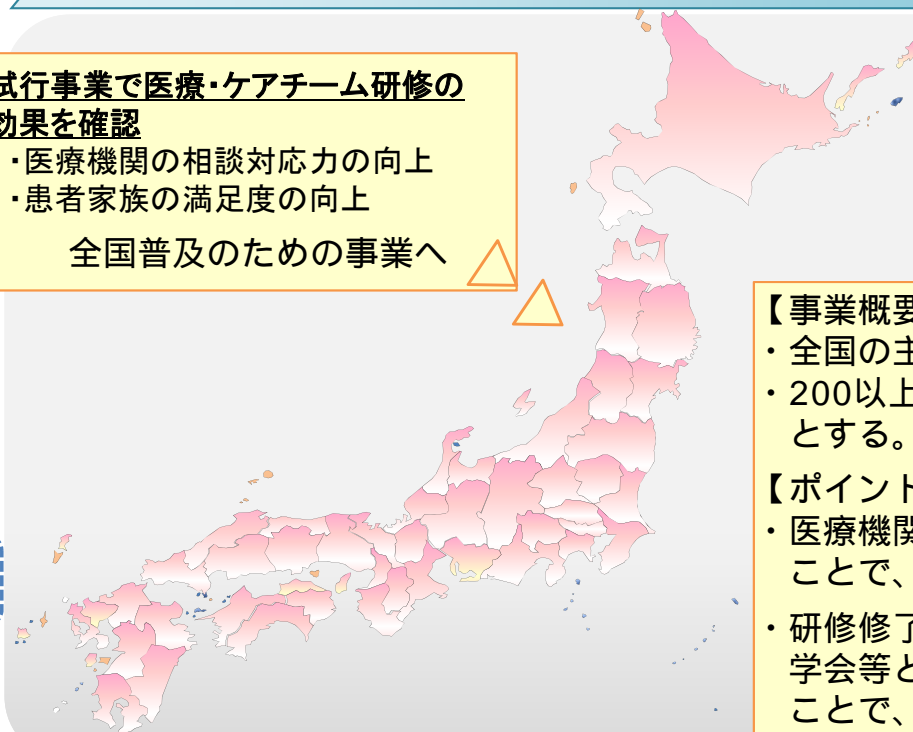 試行事業で医療・ケアチーム研修の
効果を確認
・医療機関の相談対応力の向上
・患者家族の満足度の向上
全国普及のための事業へ
【事業概要
・全国の主
・200以上
とする。
【ポイント
・医療機関
ことで、
・研修修了
学会等と
ことで、